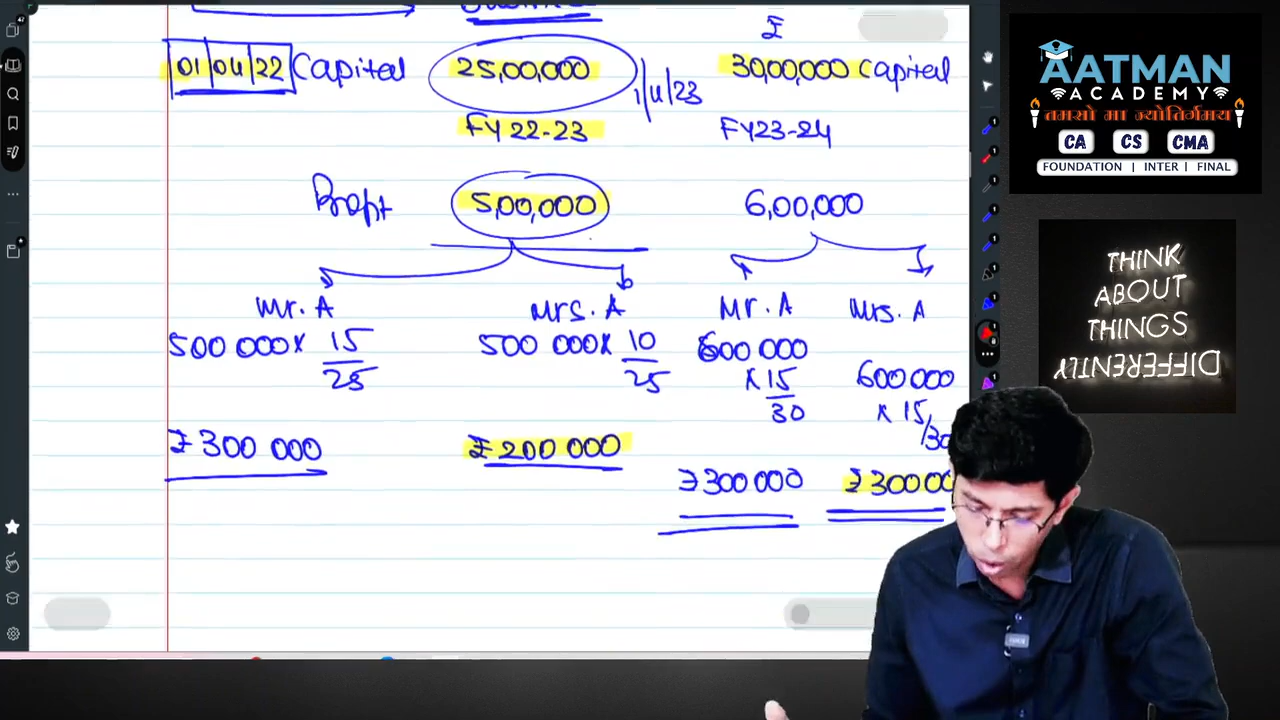 ₹
01/04/22 Capital 25,00,000 1/4/23 30,00,000 Capital
FY 22-23 FY23-24
Profit 5,00,000 6,00,000
Mr. A Mrs. A Mr. A Mrs. A
500 000 x 15/25 500 000 x 10/25 600 000 x 15/30 600 000 x 15/30
₹ 300 000 ₹ 200 000
₹ 300 000 ₹ 300 00
AATMAN
ACADEMY
तमसो मा ज्योतिर्गमय
CA CS CMA
FOUNDATION | INTER | FINAL
THINK
ABOUT
THINGS
DIFFERENTLY